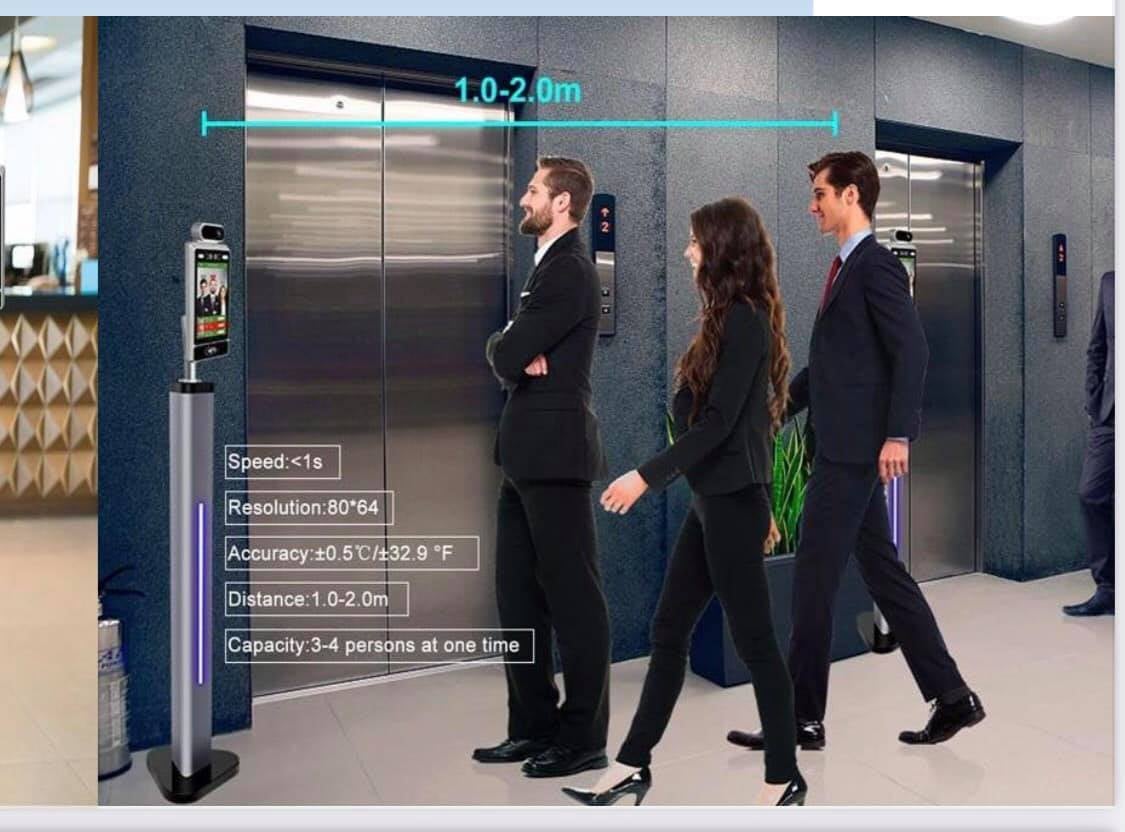 1.0-2.0m
2
Speed:<1s
Resolution:80*64
Accuracy:±0.5℃/±32.9 °F
Distance:1.0-2.0m
Capacity:3-4 persons at one time